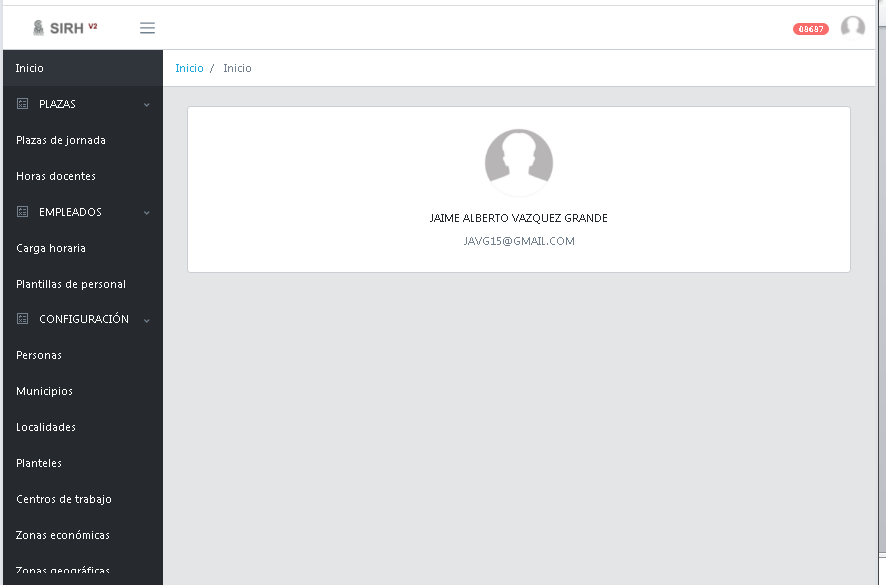 SIRH V2
08687
Inicio
Inicio / Inicio
PLAZAS
Plazas de jornada
Horas docentes
EMPLEADOS
Carga horaria
Plantillas de personal
CONFIGURACIÓN
Personas
Municipios
Localidades
Planteles
Centros de trabajo
Zonas económicas
Zonas geográficas
JAIME ALBERTO VAZQUEZ GRANDE
JAVG15@GMAIL.COM